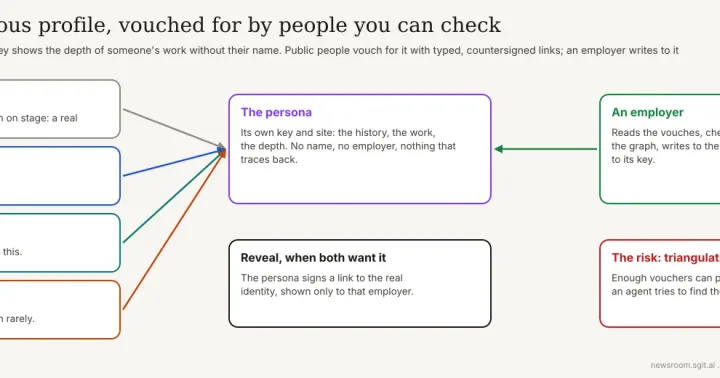 ous profile, vouched for by people you can check
ey shows the depth of someone's work without their name. Public people vouch for it with typed, countersigned links; an employer writes to it
n on stage: a real
this.
n rarely.
The persona
Its own key and site: the history, the work,
the depth. No name, no employer, nothing that
traces back.
Reveal, when both want it
The persona signs a link to the real
identity, shown only to that employer.
An employer
Reads the vouches, che
the graph, writes to the
to its key.
The risk: triangulati
Enough vouchers can p
an agent tries to find the
newsroom.sgit.ai .